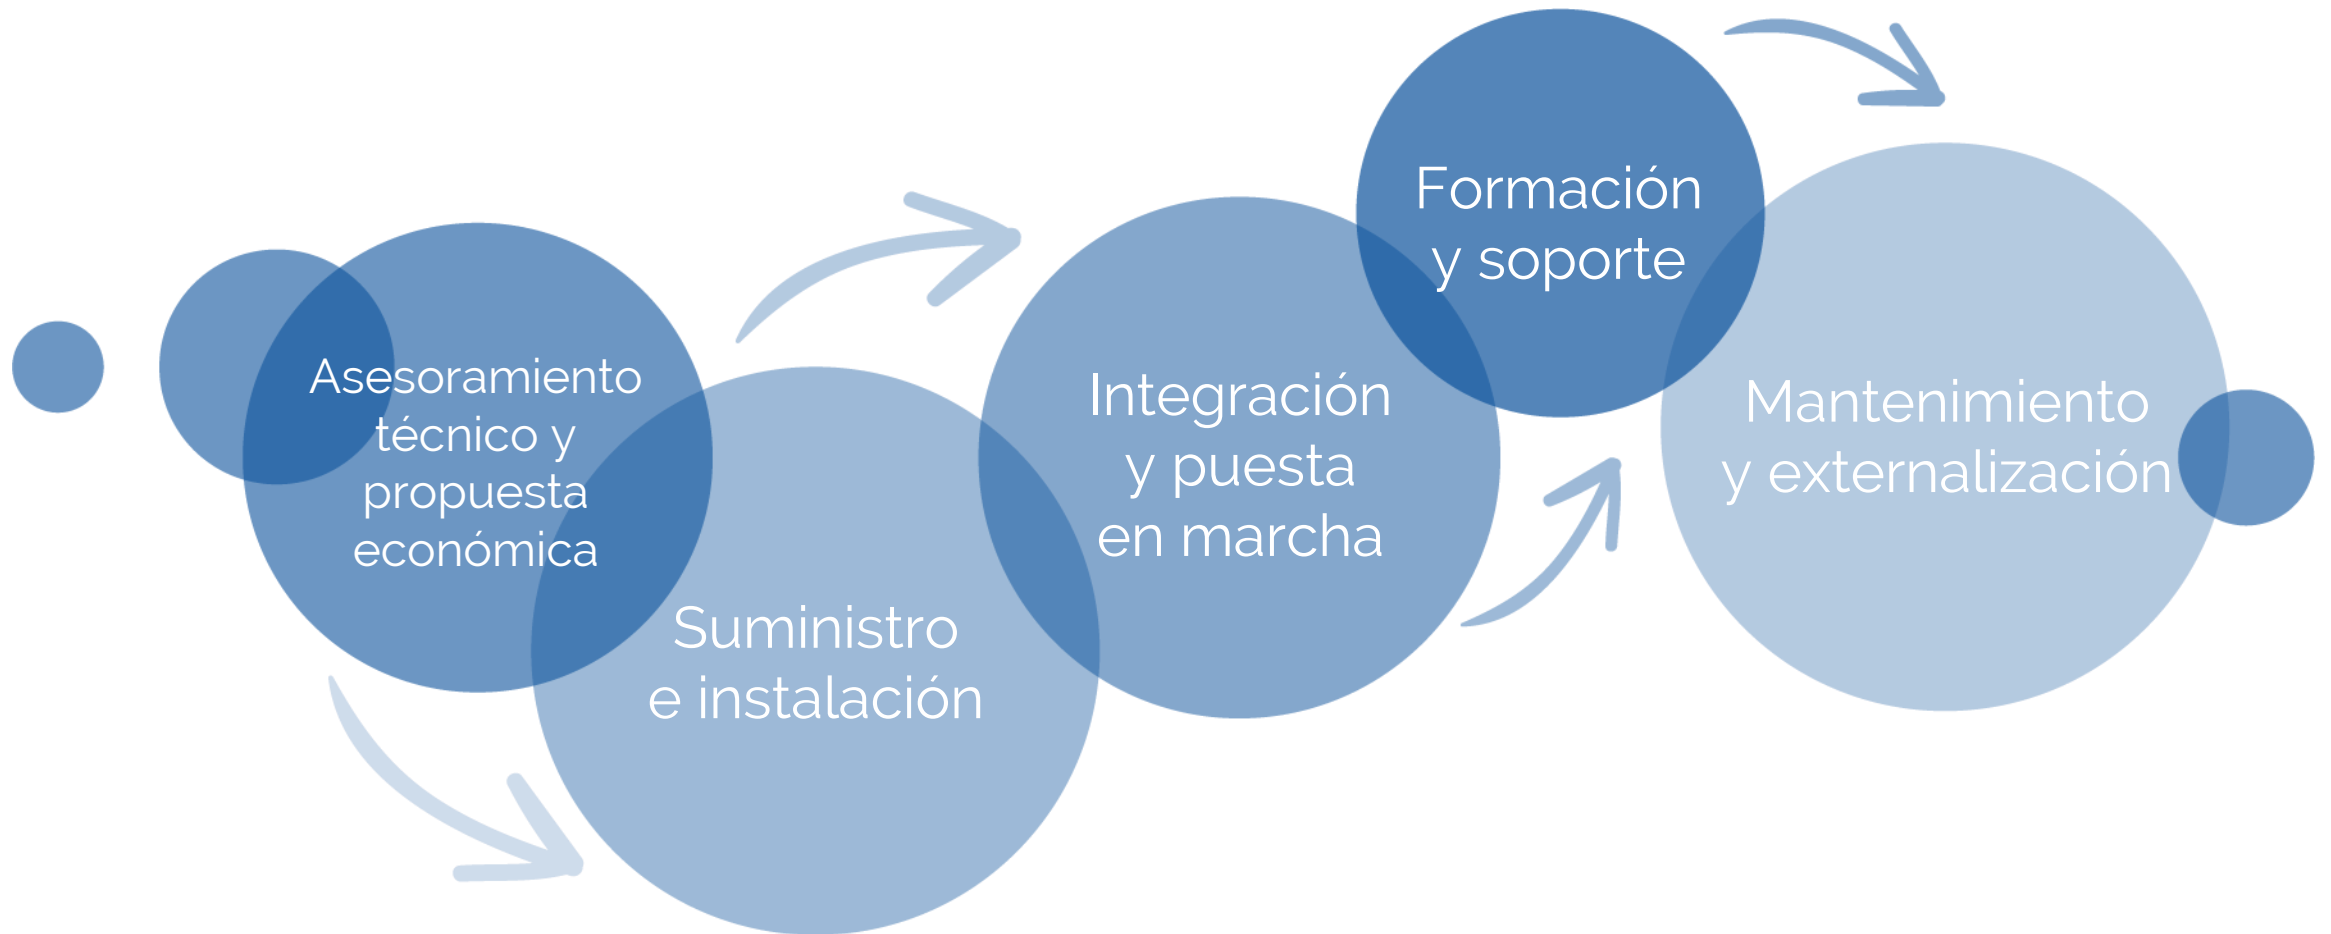 Asesoramiento
técnico y
propuesta
económica
Suministro
e instalación
Integración
y puesta
en marcha
Formación
y soporte
Mantenimiento
y externalización